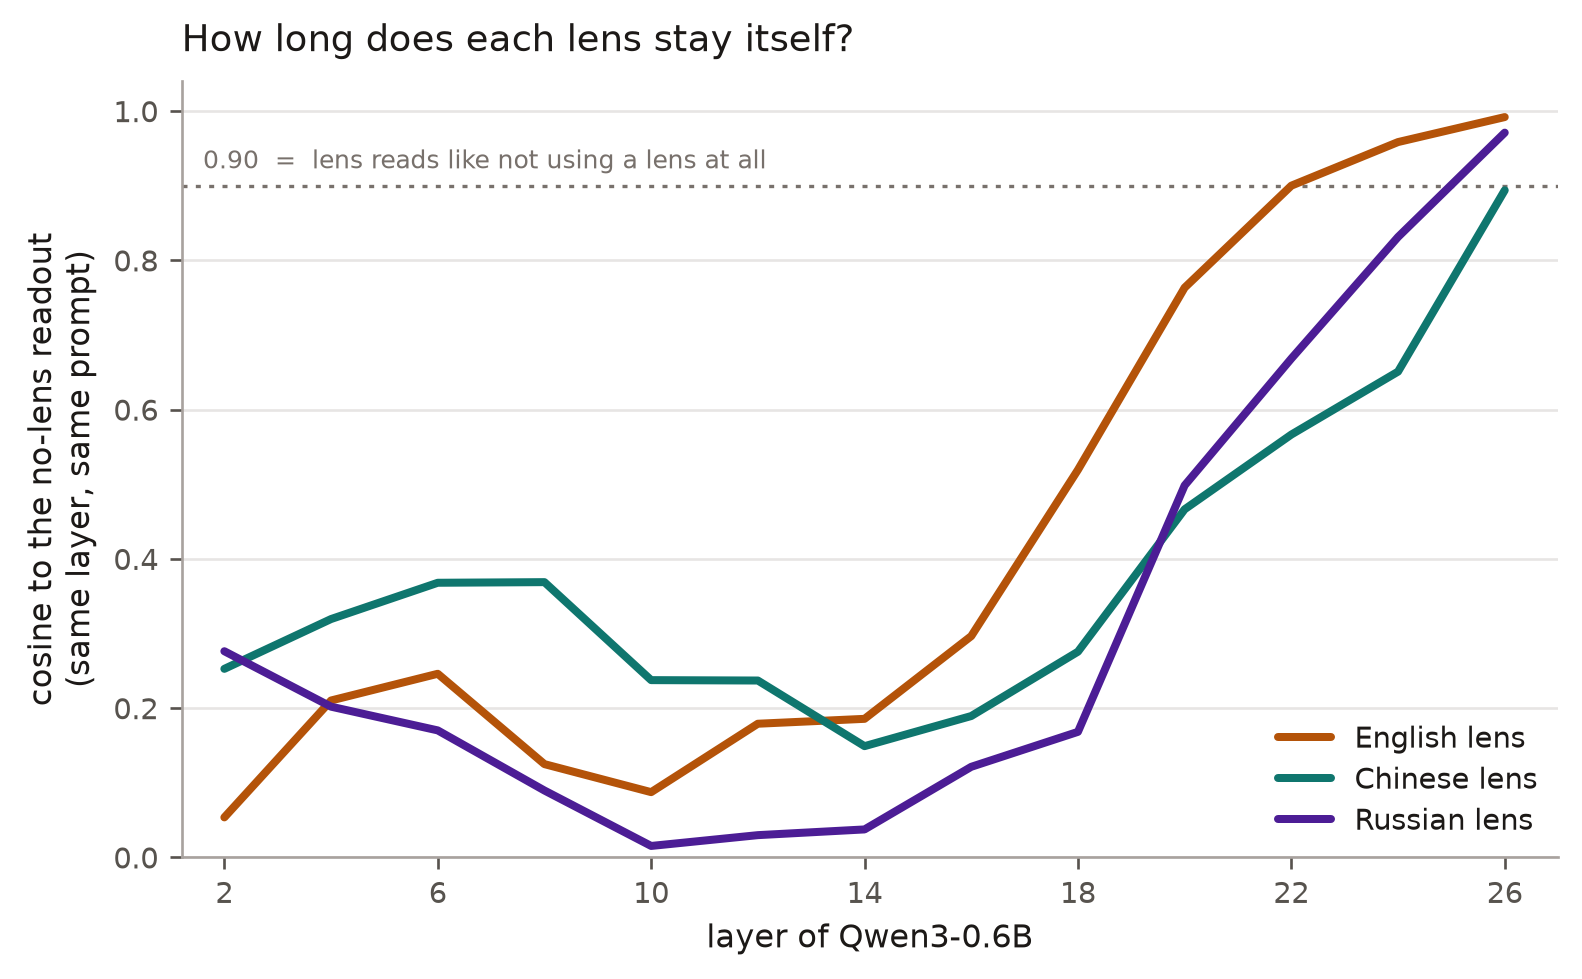 How long does each lens stay itself?
1.0
0.90 = lens reads like not using a lens at all
0.8
0.6
0.4
0.2
0.0
cosine to the no-lens readout
(same layer, same prompt)
English lens
Chinese lens
Russian lens
2 6 10 14 18 22 26
layer of Qwen3-0.6B